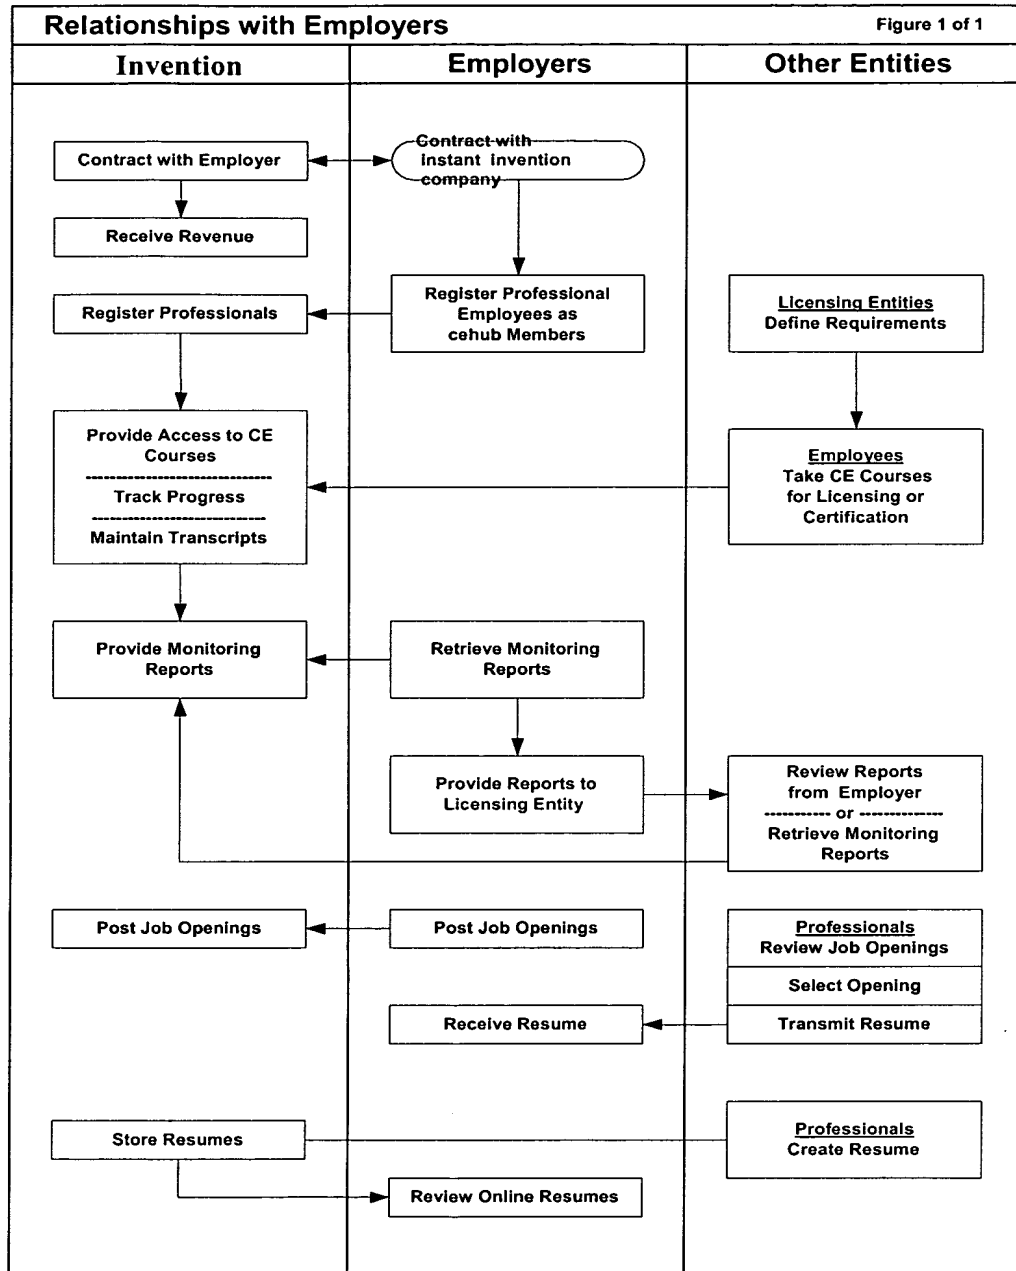 Relationships with Employers
Figure 1 of 1
Invention
Employers
Other Entities
Contract with Employer
Contract with
instant invention
company
Receive Revenue
Register Professionals
Register Professional
Employees as
cehub Members
Licensing Entities
Define Requirements
Provide Access to CE
Courses
Track Progress
Maintain Transcripts
Employees
Take CE Courses
for Licensing or
Certification
Provide Monitoring
Reports
Retrieve Monitoring
Reports
Provide Reports to
Licensing Entity
Review Reports
from Employer
----------- or --------------
Retrieve Monitoring
Reports
Post Job Openings
Post Job Openings
Professionals
Review Job Openings
Select Opening
Receive Resume
Transmit Resume
Store Resumes
Professionals
Create Resume
Review Online Resumes